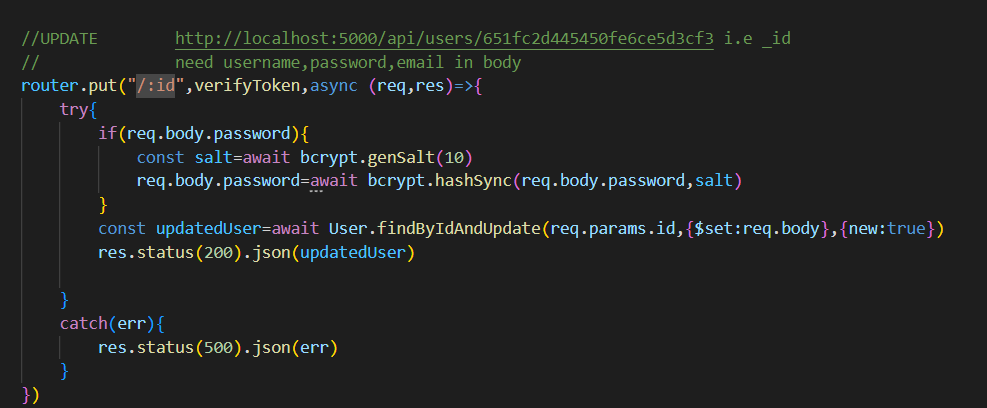 //UPDATE        http://localhost:5000/api/users/651fc2d445450fe6ce5d3cf3 i.e _id
//              need username,password,email in body
router.put("/:id",verifyToken,async (req,res)=>{
    try{
        if(req.body.password){
            const salt=await bcrypt.genSalt(10)
            req.body.password=await bcrypt.hashSync(req.body.password,salt)
        }
        const updatedUser=await User.findByIdAndUpdate(req.params.id,{$set:req.body},{new:true})
        res.status(200).json(updatedUser)
    }
    catch(err){
        res.status(500).json(err)
    }
})